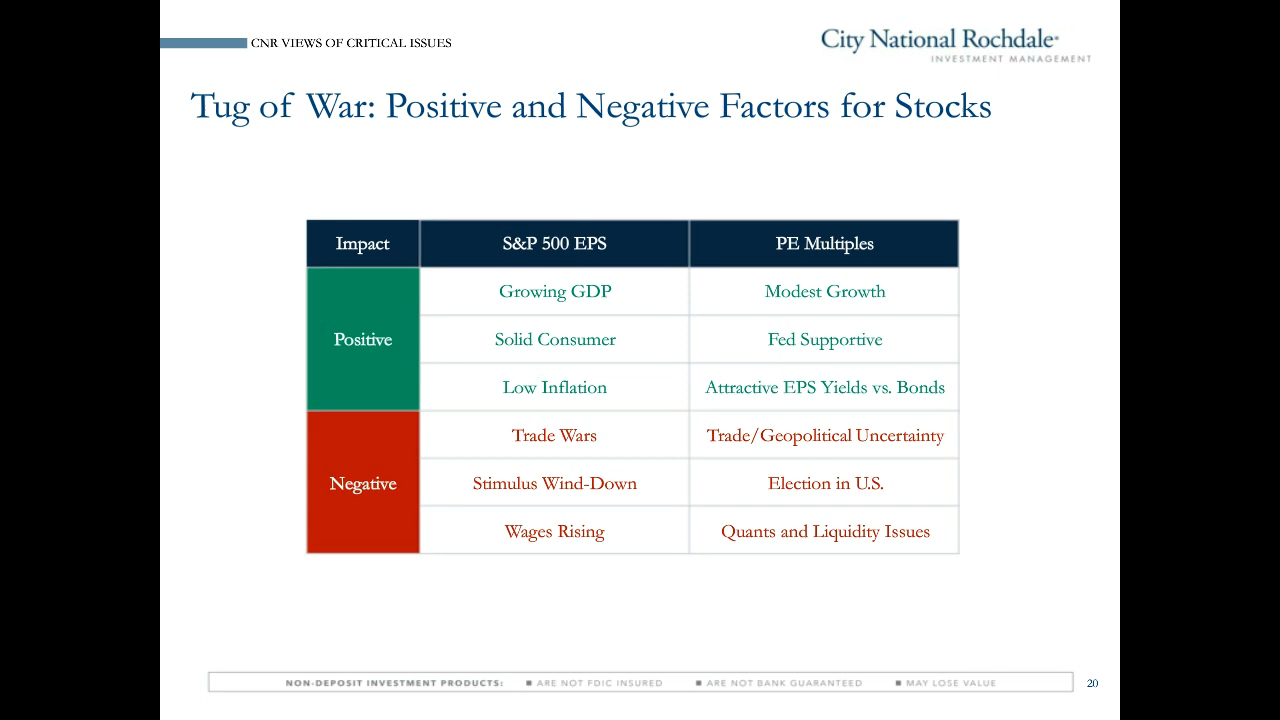 CNR VIEWS OF CRITICAL ISSUES
City National Rochdale
INVESTMENT MANAGEMENT
Tug of War: Positive and Negative Factors for Stocks
Impact S&P 500 EPS PE Multiples
Positive
Growing GDP Modest Growth
Solid Consumer Fed Supportive
Low Inflation Attractive EPS Yields vs. Bonds
Negative
Trade Wars Trade/Geopolitical Uncertainty
Stimulus Wind-Down Election in U.S.
Wages Rising Quants and Liquidity Issues
NON-DEPOSIT INVESTMENT PRODUCTS: ■ ARE NOT FDIC INSURED ■ ARE NOT BANK GUARANTEED ■ MAY LOSE VALUE
20